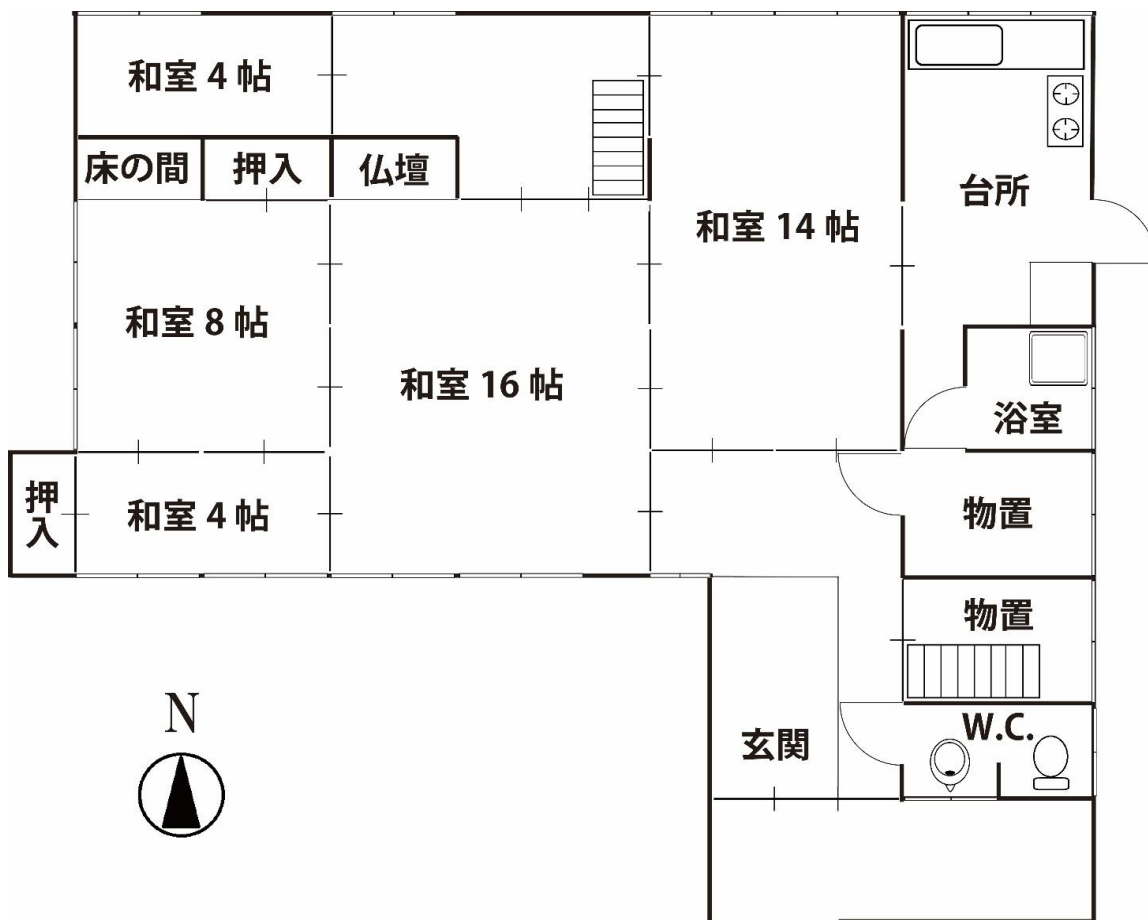 和室 4 帖
床の間
押入
仏壇
和室 14 帖
台所
和室 8 帖
和室 16 帖
浴室
押入
和室 4 帖
物置
物置
N
W.C.
玄関